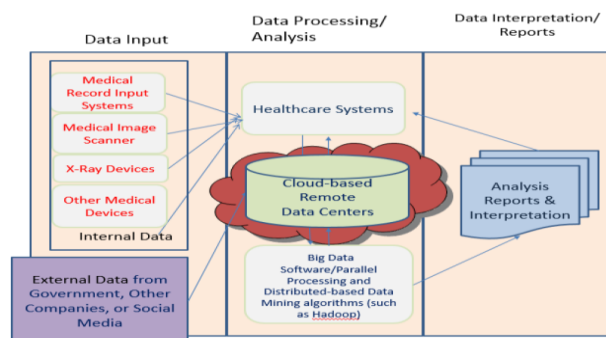 Data Input
Data Processing/
Analysis
Data Interpretation/
Reports
Medical
Record Input
Systems
Medical Image
Scanner
X-Ray Devices
Other Medical
Devices
Internal Data
External Data from
Government, Other
Companies, or Social
Media
Healthcare Systems
Cloud-based
Remote
Data Centers
Big Data
Software/Parallel
Processing and
Distributed-based Data
Mining algorithms (such
as Hadoop)
Analysis
Reports &
Interpretation